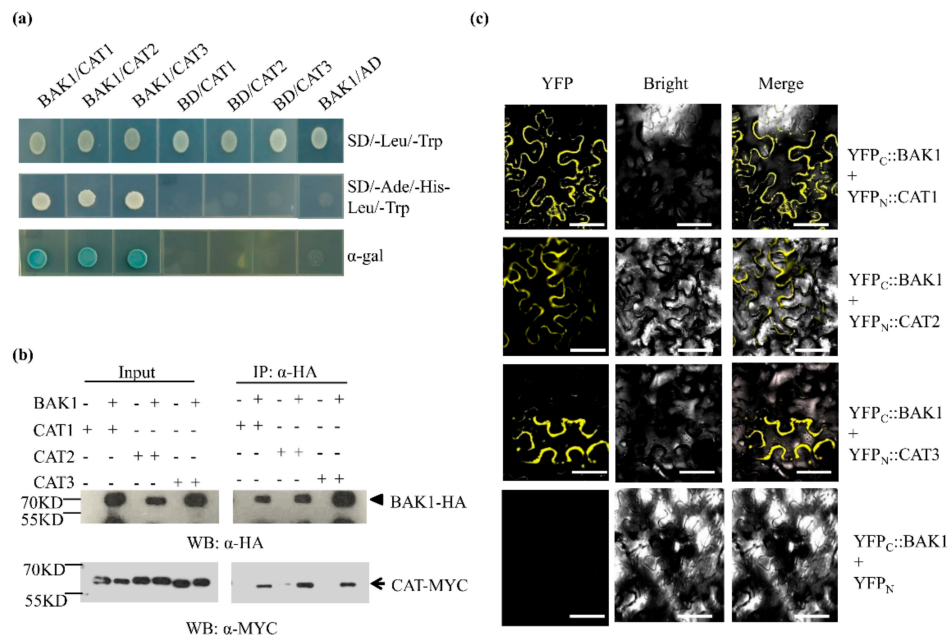 (a)
BAK1/CAT1
BAK1/CAT2
BAK1/CAT3
BD/CAT1
BD/CAT2
BD/CAT3
BAK1/AD
SD/-Leu/-Trp
SD/-Ade/-His-
Leu/-Trp
α-gal
(b)
Input
IP: α-HA
BAK1 - + - + - + - + - + - +
CAT1 + + - - - - + + - - - -
CAT2 - - + + - - - - + + - -
CAT3 - - - - + + - - - - + +
70KD
55KD
BAK1-HA
WB: α-HA
70KD
55KD
CAT-MYC
WB: α-MYC
(c)
YFP Bright Merge
YFPC::BAK1
+
YFPN::CAT1
YFPC::BAK1
+
YFPN::CAT2
YFPC::BAK1
+
YFPN::CAT3
YFPC::BAK1
+
YFPN